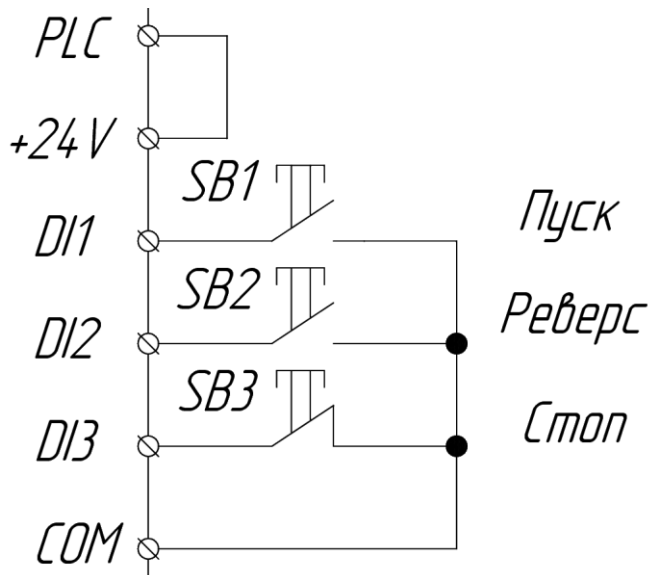 PLC
+24V
SB1
Пуск
DI1
SB2
Реверс
DI2
SB3
Стоп
DI3
COM